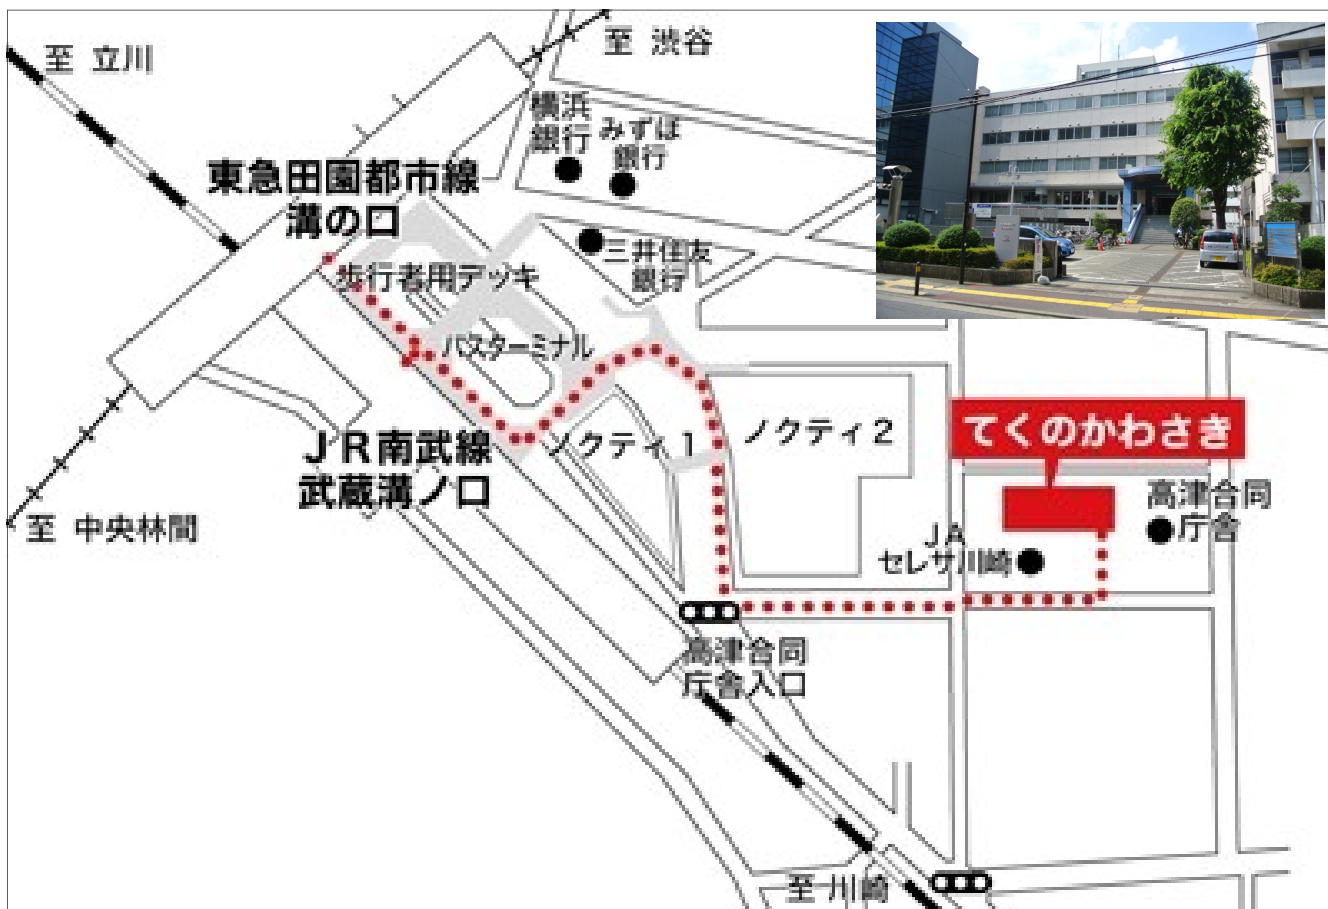 至 渋谷
至 立川
横浜
銀行
みずほ
銀行
東急田園都市線
溝の口
三井住友
銀行
歩行者用デッキ
バスターミナル
ノクティ1
ノクティ2
てくのかわさき
JR南武線
武蔵溝ノ口
高津合同
庁舎
至 中央林間
JA
セレサ川崎
高津合同
庁舎入口
至 川崎